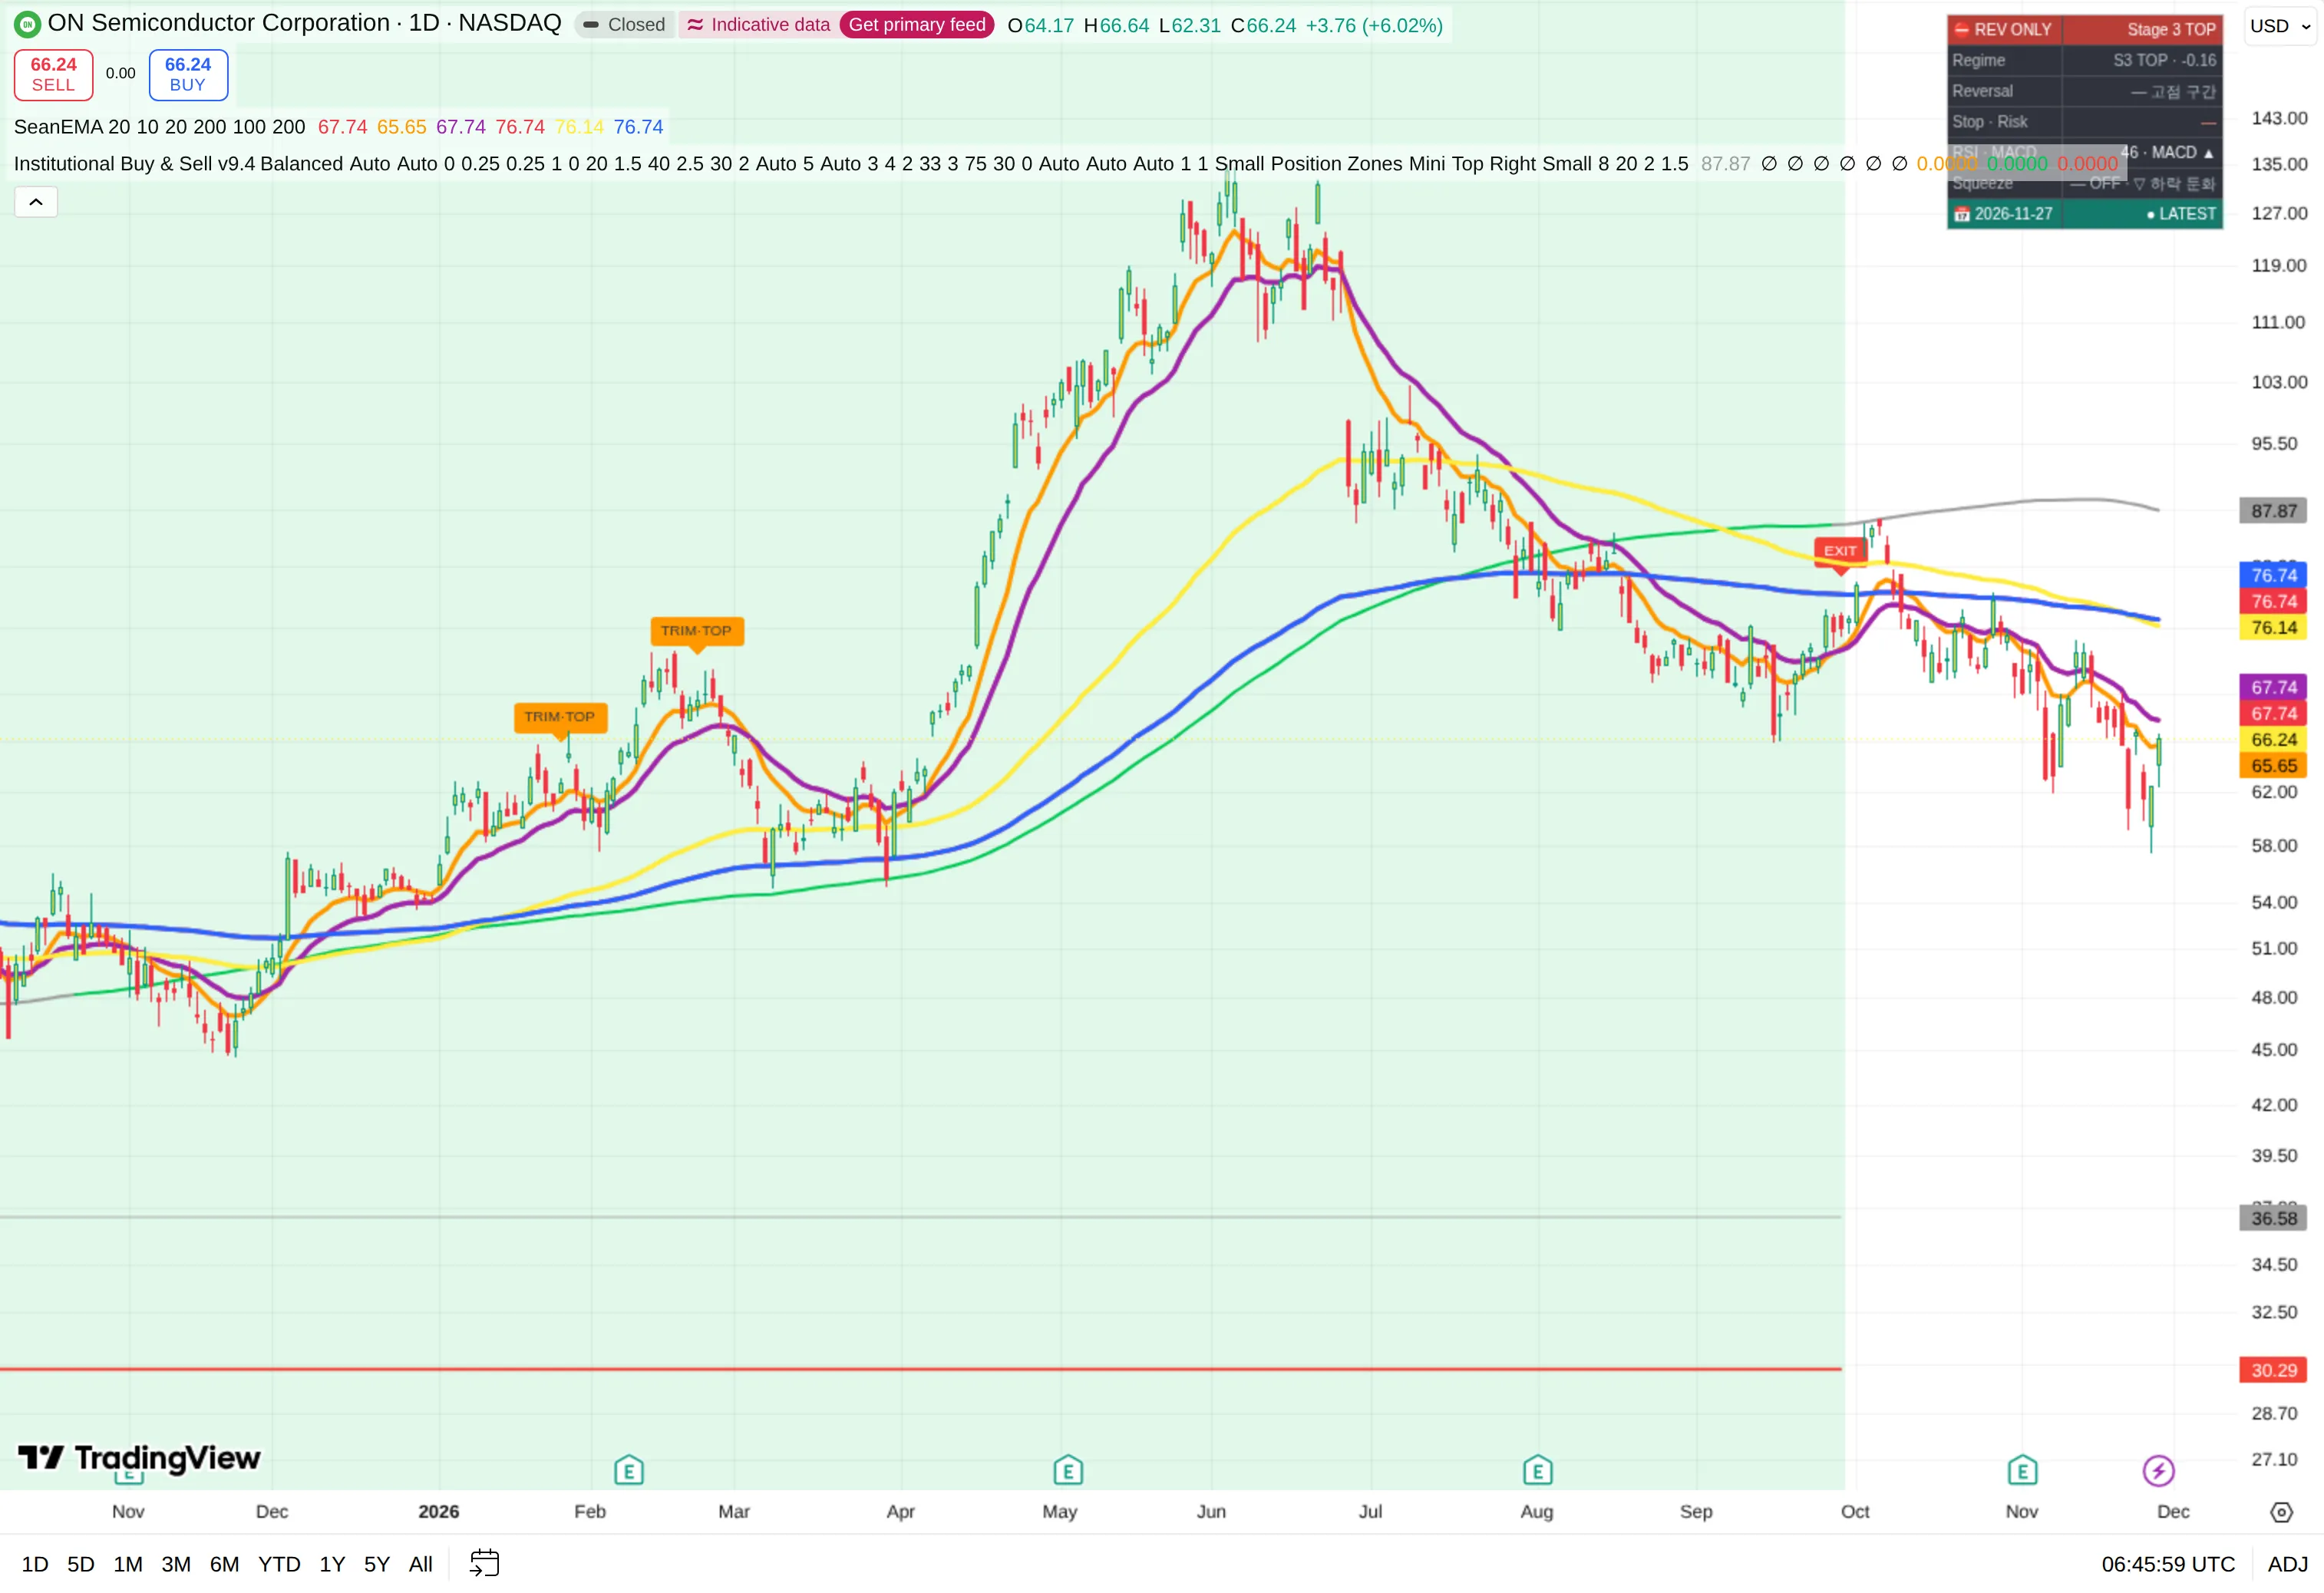 ON Semiconductor Corporation · 1D · NASDAQ Closed Indicative data Get primary feed O64.17 H66.64 L62.31 C66.24 +3.76 (+6.02%)
USD
66.24 SELL
0.00
66.24 BUY
SeanEMA 20 10 20 200 100 200 67.74 65.65 67.74 76.74 76.14 76.74
Institutional Buy & Sell v9.4 Balanced Auto Auto 0 0.25 0.25 1 0 20 1.5 40 2.5 30 2 Auto 5 Auto 3 4 2 33 3 75 30 0 Auto Auto Auto 1 1 Small Position Zones Mini Top Right Small 8 20 2 1.5 87.87 ∅ ∅ ∅ ∅ ∅ ∅ 0.0000 0.0000 0.0000
REV ONLY Stage 3 TOP
Regime S3 TOP · -0.16
Reversal — 고점 구간
Stop · Risk —
RSI · MACD 46 · MACD ▲
Squeeze — OFF · ▽ 하락 둔화
2026-11-27 ● LATEST
143.00
135.00
127.00
119.00
111.00
103.00
95.50
87.87
76.74
76.74
76.14
67.74
67.74
66.24
65.65
62.00
58.00
54.00
51.00
48.00
45.00
42.00
39.50
36.58
34.50
32.50
30.29
28.70
27.10
EXIT
TRIM·TOP
TRIM·TOP
TradingView
E
E
E
E
E
Nov Dec 2026 Feb Mar Apr May Jun Jul Aug Sep Oct Nov Dec
1D 5D 1M 3M 6M YTD 1Y 5Y All
06:45:59 UTC ADJ